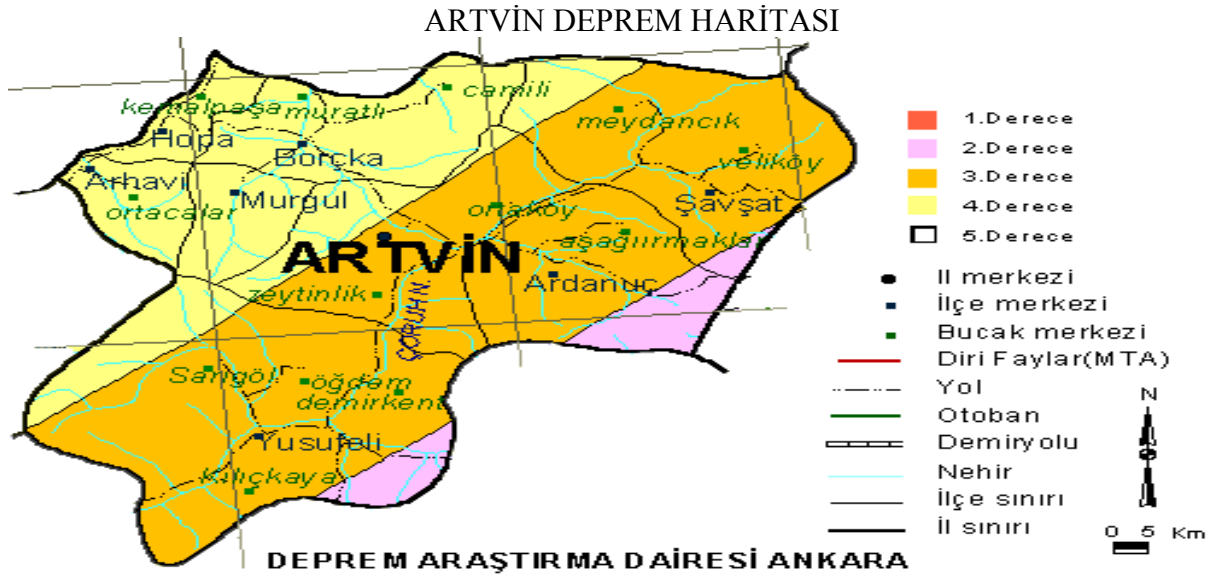 ARTVİN DEPREM HARİTASI
kemalpaşa
muratlı
camili
Hopa
Borçka
meydancık
veliköy
Arhavi
Murgul
ortacalar
Şavşat
ortaköy
aşağıırmaklar
ARTVİN
Ardanuç
zeytinlik
ÇORUH N.
Sarıgöl
öğdem
demirkent
Yusufeli
kılıçkaya
1.Derece
2.Derece
3.Derece
4.Derece
5.Derece
Il merkezi
İlçe merkezi
Bucak merkezi
Diri Faylar(MTA)
Yol
Otoban
Demiryolu
Nehir
İlçe sınırı
İl sınırı
N
0 5 Km
DEPREM ARAŞTIRMA DAİRESİ ANKARA